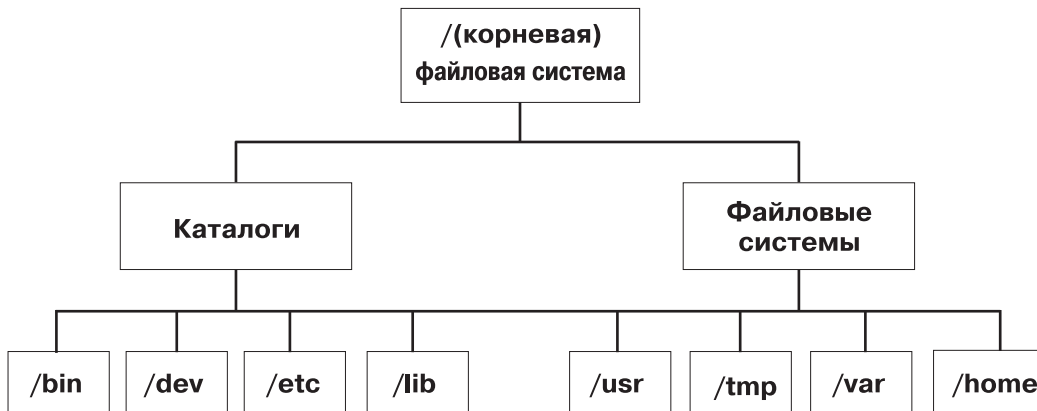 /(корневая)
файловая система
Каталоги
Файловые
системы
/bin
/dev
/etc
/lib
/usr
/tmp
/var
/home